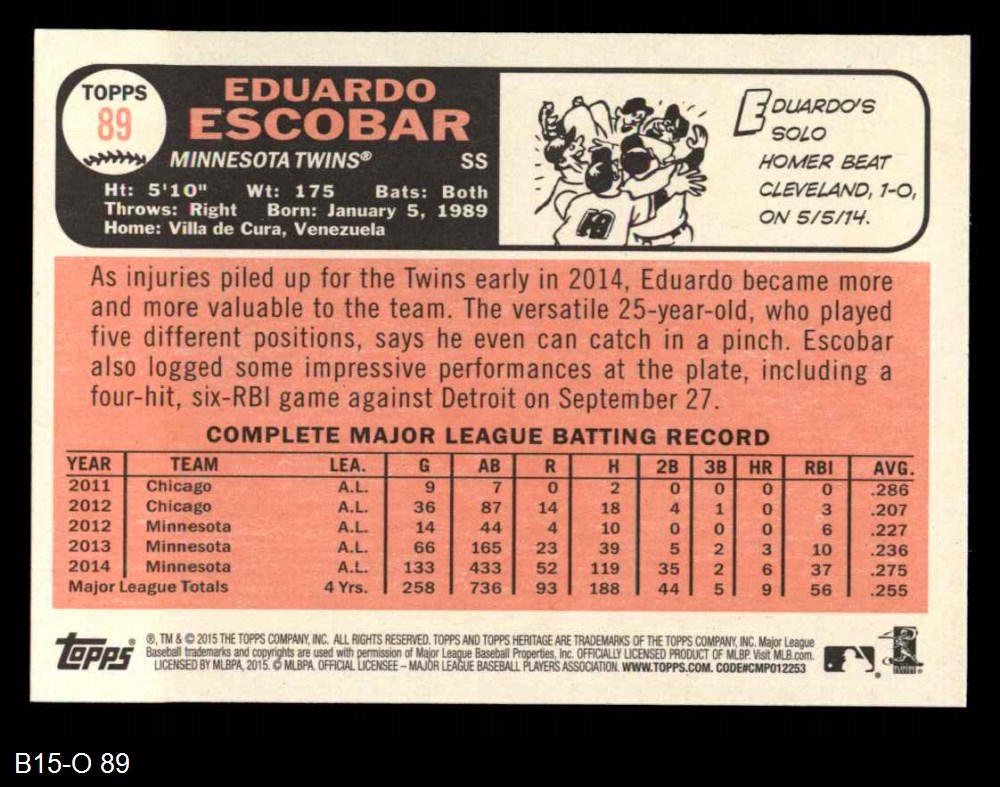 TOPPS
89
EDUARDO
ESCOBAR
MINNESOTA TWINS® SS
Ht: 5'10" Wt: 175 Bats: Both
Throws: Right Born: January 5, 1989
Home: Villa de Cura, Venezuela
EDUARDO'S
SOLO
HOMER BEAT
CLEVELAND, 1-0,
ON 5/5/14.
As injuries piled up for the Twins early in 2014, Eduardo became more
and more valuable to the team. The versatile 25-year-old, who played
five different positions, says he even can catch in a pinch. Escobar
also logged some impressive performances at the plate, including a
four-hit, six-RBI game against Detroit on September 27.
COMPLETE MAJOR LEAGUE BATTING RECORD
YEAR TEAM LEA. G AB R H 2B 3B HR RBI AVG.
2011 Chicago A.L. 9 7 0 2 0 0 0 0 .286
2012 Chicago A.L. 36 87 14 18 4 1 0 3 .207
2012 Minnesota A.L. 14 44 4 10 0 0 0 6 .227
2013 Minnesota A.L. 66 165 23 39 5 2 3 10 .236
2014 Minnesota A.L. 133 433 52 119 35 2 6 37 .275
Major League Totals 4 Yrs. 258 736 93 188 44 5 9 56 .255
topps®
®, TM & © 2015 THE TOPPS COMPANY, INC. ALL RIGHTS RESERVED. TOPPS AND TOPPS HERITAGE ARE TRADEMARKS OF THE TOPPS COMPANY, INC. Major League
Baseball trademarks and copyrights are used with permission of Major League Baseball Properties, Inc. OFFICIALLY LICENSED PRODUCT OF MLBP. Visit MLB.com.
LICENSED BY MLBPA, 2015. © MLBPA. OFFICIAL LICENSEE – MAJOR LEAGUE BASEBALL PLAYERS ASSOCIATION. WWW.TOPPS.COM. CODE#CMP012253
B15-O 89